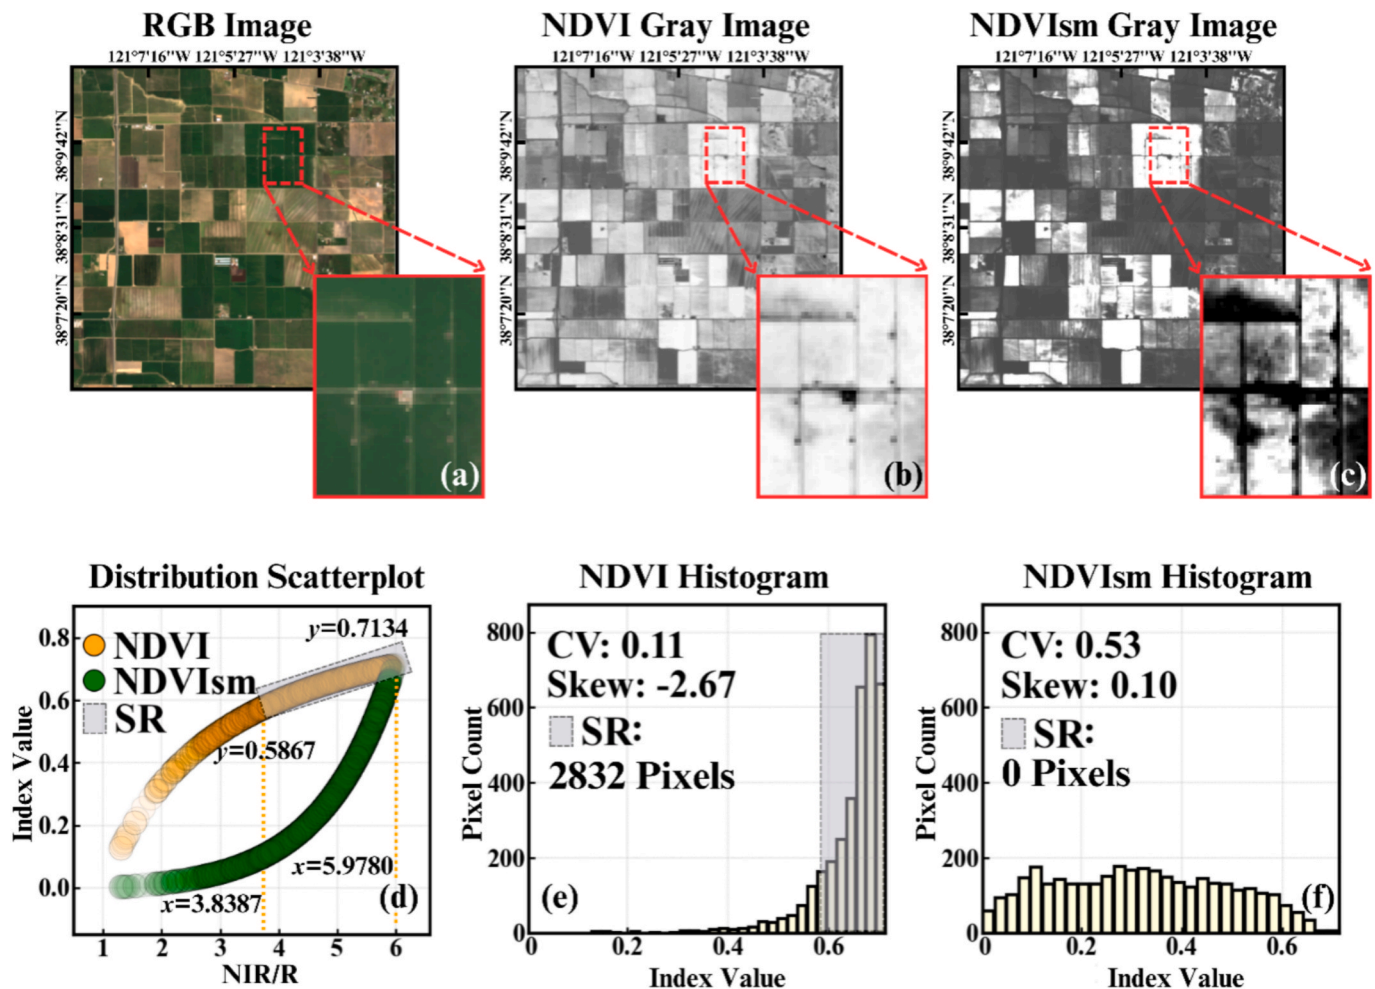 RGB Image
NDVI Gray Image
NDVIsm Gray Image
121°7'16"W 121°5'27"W 121°3'38"W
121°7'16"W 121°5'27"W 121°3'38"W
121°7'16"W 121°5'27"W 121°3'38"W
38°9'42"N
38°8'31"N
38°7'20"N
38°9'42"N
38°8'31"N
38°7'20"N
38°9'42"N
38°8'31"N
38°7'20"N
(a)
(b)
(c)
Distribution Scatterplot
Index Value
0.8
0.6
0.4
0.2
0.0
NDVI
NDVIsm
SR
y=0.7134
y=0.5867
x=5.9780
x=3.8387
(d)
1 2 3 4 5 6
NIR/R
NDVI Histogram
Pixel Count
800
600
400
200
0
CV: 0.11
Skew: -2.67
SR:
2832 Pixels
(e)
0 0.2 0.4 0.6
Index Value
NDVIsm Histogram
Pixel Count
800
600
400
200
0
CV: 0.53
Skew: 0.10
SR:
0 Pixels
(f)
0 0.2 0.4 0.6
Index Value